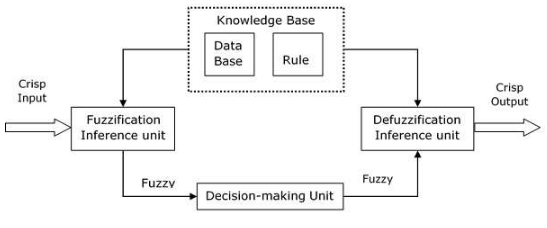 Knowledge Base
Data
Base
Rule
Crisp
Input
Fuzzification
Inference unit
Defuzzification
Inference unit
Crisp
Output
Fuzzy
Decision-making Unit
Fuzzy